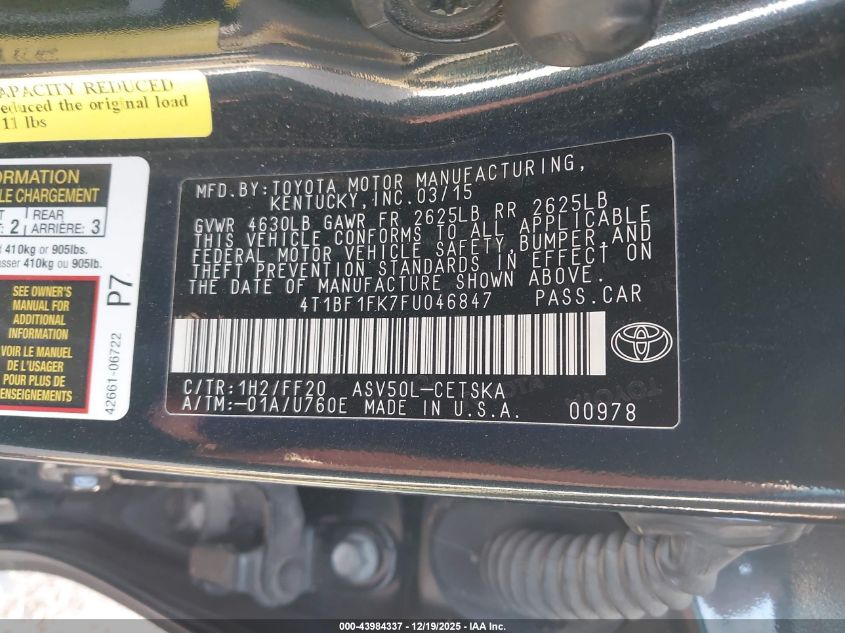 APACITY REDUCED
educed the original load
11 lbs
ORMATION
LE CHARGEMENT
REAR
2 ARRIÈRE: 3
410kg or 905lbs.
asser 410kg ou 905lb.
SEE OWNER'S
MANUAL FOR
ADDITIONAL
INFORMATION
VOIR LE MANUEL
DE L'USAGER
POUR PLUS
RENSEIGNEMENTS
P7
42661-06722
MFD.BY: TOYOTA MOTOR MANUFACTURING,
KENTUCKY, INC. 03/15
GVWR 4630LB GAWR FR 2625LB RR 2625LB
THIS VEHICLE CONFORMS TO ALL APPLICABLE
FEDERAL MOTOR VEHICLE SAFETY, BUMPER, AND
THEFT PREVENTION STANDARDS IN EFFECT ON
THE DATE OF MANUFACTURE SHOWN ABOVE.
4T1BF1FK7FU046847 PASS.CAR
C/TR: 1H2/FF20 ASV50L-CETSKA
A/TM: -01A/U760E MADE IN U.S.A. 00978
000-43984337 - 12/19/2025 - IAA Inc.